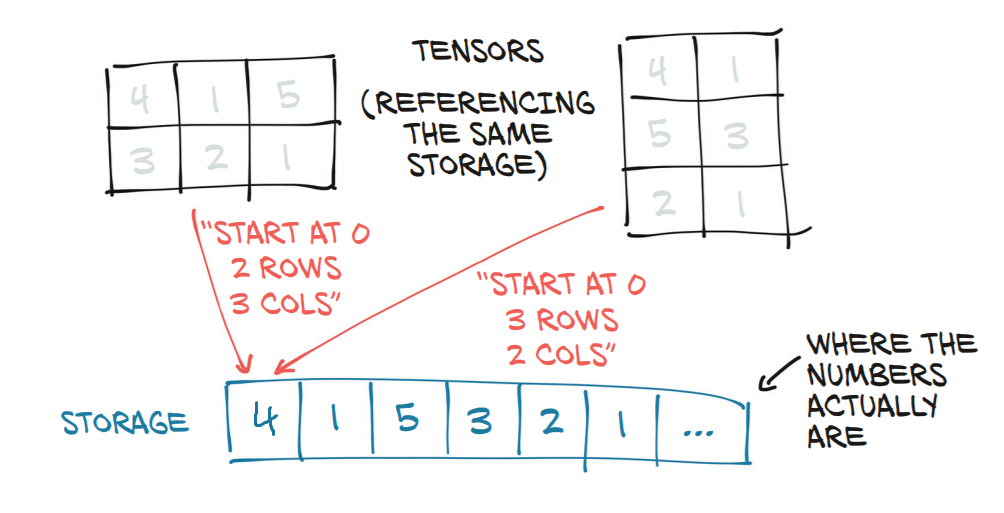 TENSORS
(REFERENCING
THE SAME
STORAGE)
4 1 5
3 2 1
4 1
5 3
2 1
"START AT 0
2 ROWS
3 COLS"
"START AT 0
3 ROWS
2 COLS"
WHERE THE
NUMBERS
ACTUALLY
ARE
STORAGE
4 1 5 3 2 1 ...